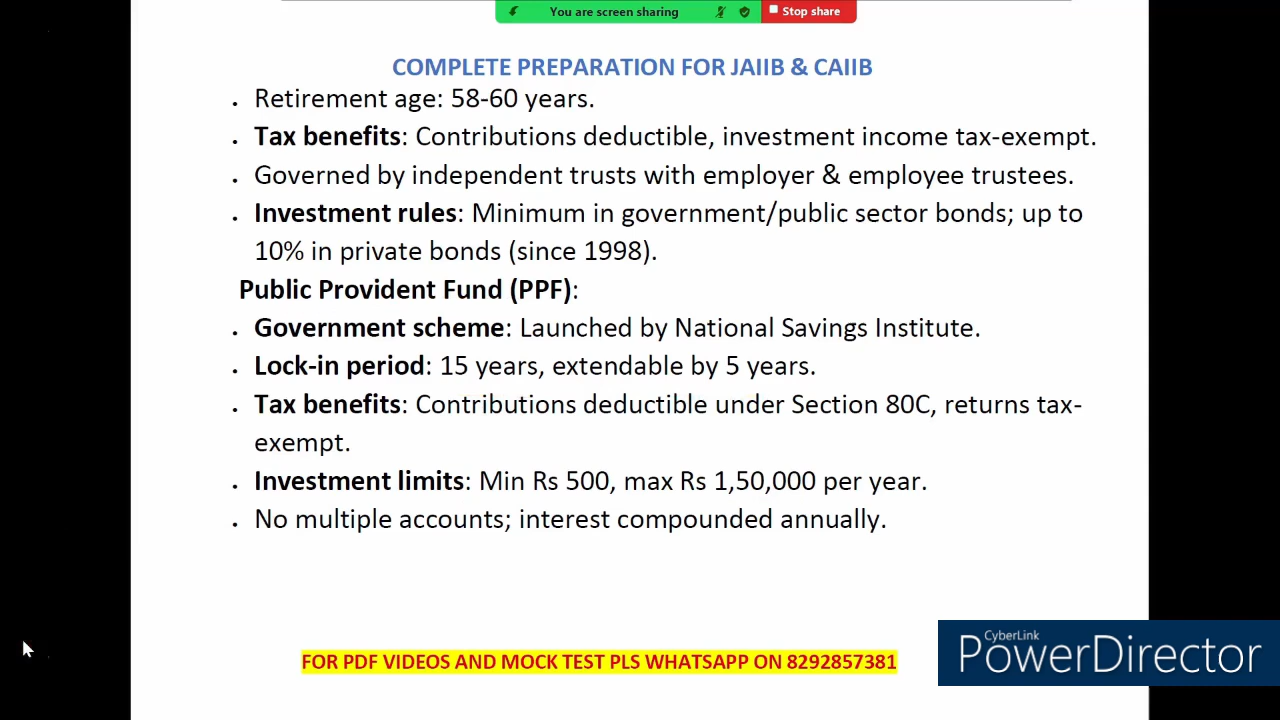 You are screen sharing
Stop share
COMPLETE PREPARATION FOR JAIIB & CAIIB
• Retirement age: 58-60 years.
• Tax benefits: Contributions deductible, investment income tax-exempt.
• Governed by independent trusts with employer & employee trustees.
• Investment rules: Minimum in government/public sector bonds; up to
10% in private bonds (since 1998).
Public Provident Fund (PPF):
• Government scheme: Launched by National Savings Institute.
• Lock-in period: 15 years, extendable by 5 years.
• Tax benefits: Contributions deductible under Section 80C, returns tax-
exempt.
• Investment limits: Min Rs 500, max Rs 1,50,000 per year.
• No multiple accounts; interest compounded annually.
FOR PDF VIDEOS AND MOCK TEST PLS WHATSAPP ON 8292857381
CyberLink
PowerDirector